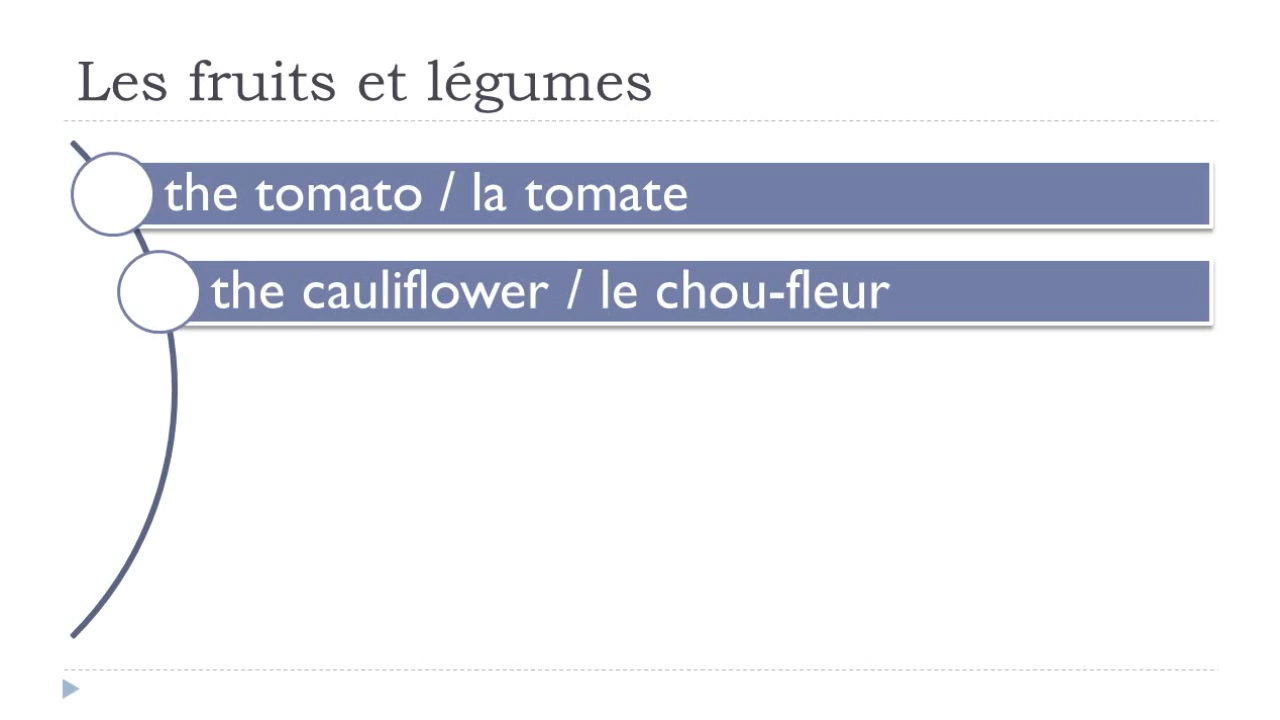 Les fruits et légumes
the tomato / la tomate
the cauliflower / le chou-fleur